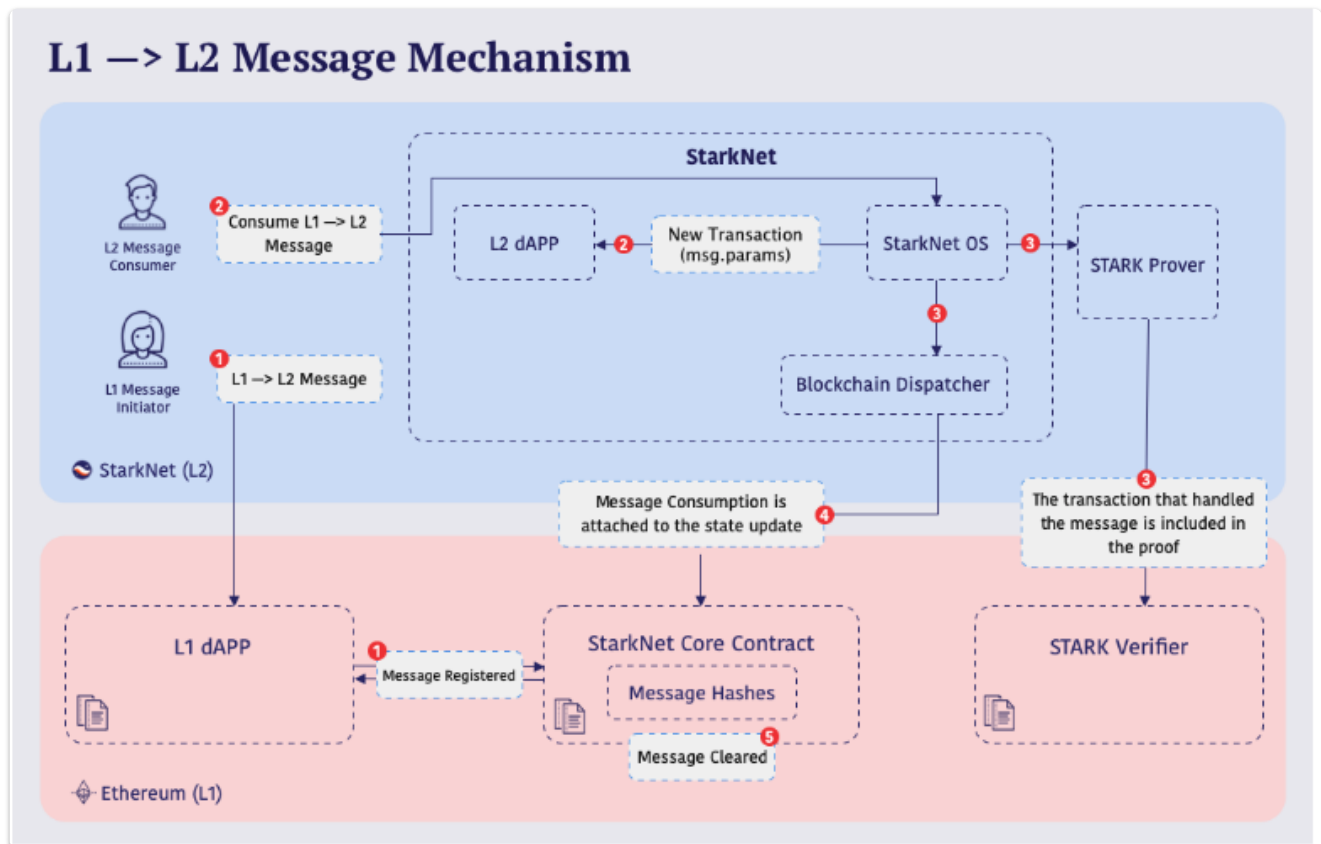 L1 —> L2 Message Mechanism
StarkNet
2
Consume L1 —> L2
Message
L2 Message
Consumer
L2 dAPP
2
New Transaction
(msg.params)
StarkNet OS
3
STARK Prover
3
1
L1 —> L2 Message
L1 Message
Initiator
Blockchain Dispatcher
StarkNet (L2)
Message Consumption is
attached to the state update
4
3
The transaction that handled
the message is included in
the proof
L1 dAPP
1
Message Registered
StarkNet Core Contract
Message Hashes
5
Message Cleared
STARK Verifier
Ethereum (L1)